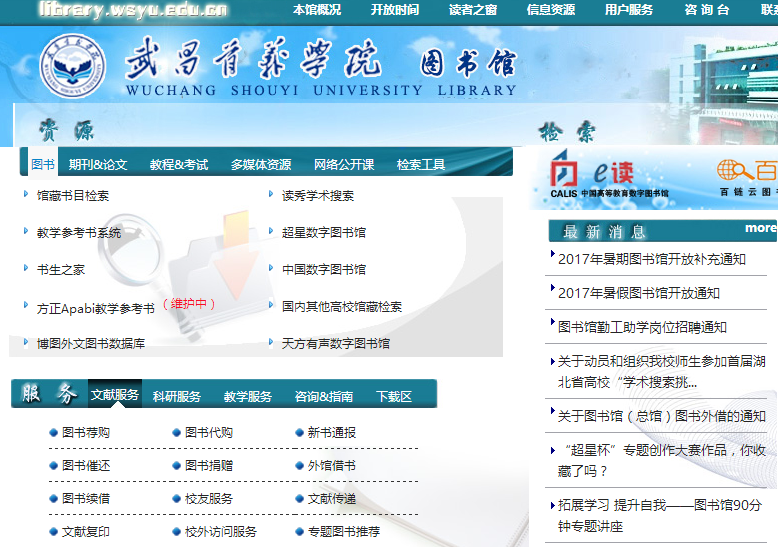 library.wsyu.edu.cn
本馆概况 开放时间 读者之窗 信息资源 用户服务 咨询台
武昌首义学院 图书馆
WUCHANG SHOUYI UNIVERSITY LIBRARY
资源
图书 期刊&论文 教程&考试 多媒体资源 网络公开课 检索工具
馆藏书目检索 读秀学术搜索
教学参考书系统 超星数字图书馆
书生之家 中国数字图书馆
方正Apabi教学参考书（维护中） 国内其他高校馆藏检索
博图外文图书数据库 天方有声数字图书馆
服务 文献服务 科研服务 教学服务 咨询&指南 下载区
图书荐购 图书代购 新书通报
图书催还 图书捐赠 外馆借书
图书续借 校友服务 文献传递
文献复印 校外访问服务 专题图书推荐
检索
e读
CALIS 中国高等教育数字图书馆
百
百链云图
最新消息 more
2017年暑期图书馆开放补充通知
2017年暑假图书馆开放通知
图书馆勤工助学岗位招聘通知
关于动员和组织我校师生参加首届湖
北省高校“学术搜索挑...
关于图书馆（总馆）图书外借的通知
“超星杯”专题创作大赛作品，你收
藏了吗？
拓展学习 提升自我——图书馆90分
钟专题讲座